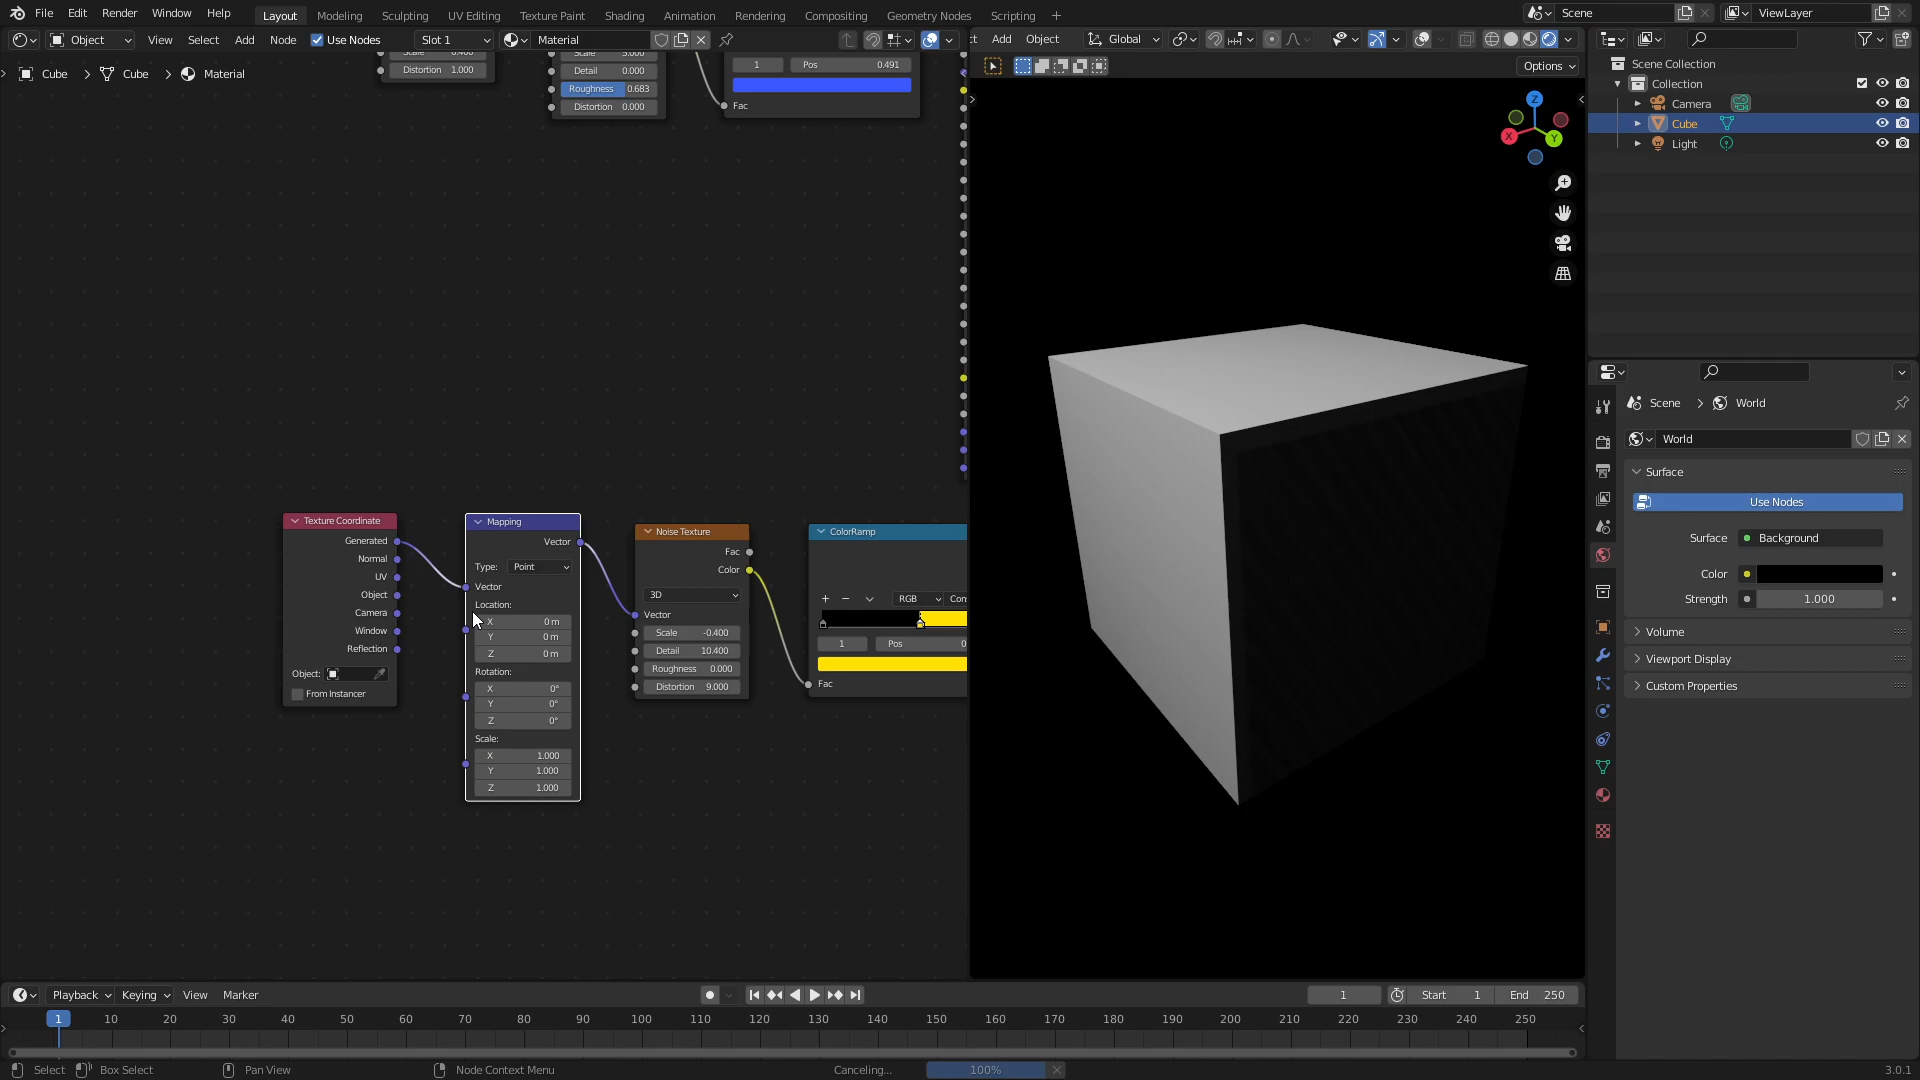 File Edit Render Window Help Layout Modeling Sculpting UV Editing Texture Paint Shading Animation Rendering Compositing Geometry Nodes Scripting + Scene ViewLayer
Object View Select Add Node Use Nodes Slot 1 Material Add Object Global
Options
Cube > Cube > Material
Distortion 1.000
Detail 0.000
Roughness 0.683
Distortion 0.000
1 Pos 0.491
Fac
Z
X
Y
Scene Collection
Collection
Camera
Cube
Light
Scene > World
World
Surface
Use Nodes
Surface Background
Color
Strength 1.000
Volume
Viewport Display
Custom Properties
Texture Coordinate
Generated
Normal
UV
Object
Camera
Window
Reflection
Object:
From Instancer
Mapping
Vector
Type: Point
Vector
Location:
X 0 m
Y 0 m
Z 0 m
Rotation:
X 0°
Y 0°
Z 0°
Scale:
X 1.000
Y 1.000
Z 1.000
Noise Texture
Fac
Color
3D
Vector
Scale -0.400
Detail 10.400
Roughness 0.000
Distortion 9.000
ColorRamp
+ − RGB Con
1 Pos 0
Fac
Playback Keying View Marker 1 Start 1 End 250
1 10 20 30 40 50 60 70 80 90 100 110 120 130 140 150 160 170 180 190 200 210 220 230 240 250
Select Box Select Pan View Node Context Menu Canceling... 100% 3.0.1